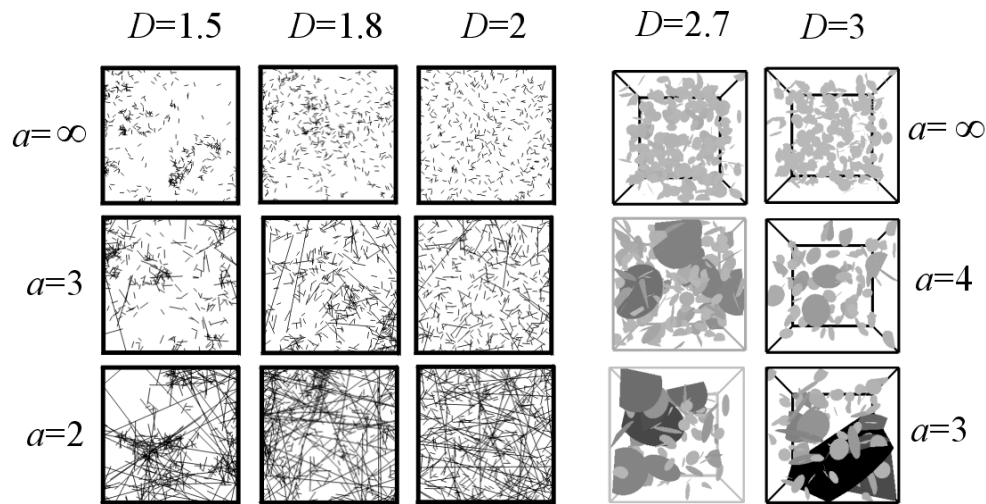 D=1.5 D=1.8 D=2 D=2.7 D=3
a=∞ a=∞
a=3 a=4
a=2 a=3